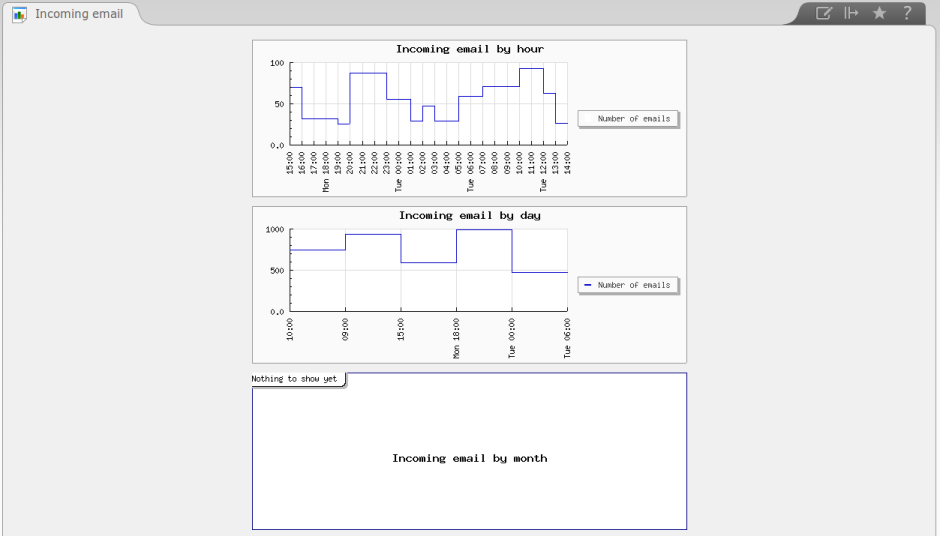 Incoming email
?
Incoming email by hour
100
50
0.0
15:00
16:00
17:00
Mon 18:00
19:00
20:00
21:00
22:00
23:00
Tue 00:00
01:00
02:00
03:00
04:00
05:00
Tue 06:00
07:00
08:00
09:00
10:00
11:00
Tue 12:00
13:00
14:00
Number of emails
Incoming email by day
1000
500
0.0
10:00
09:00
15:00
Mon 18:00
Tue 00:00
Tue 06:00
Number of emails
Nothing to show yet
Incoming email by month